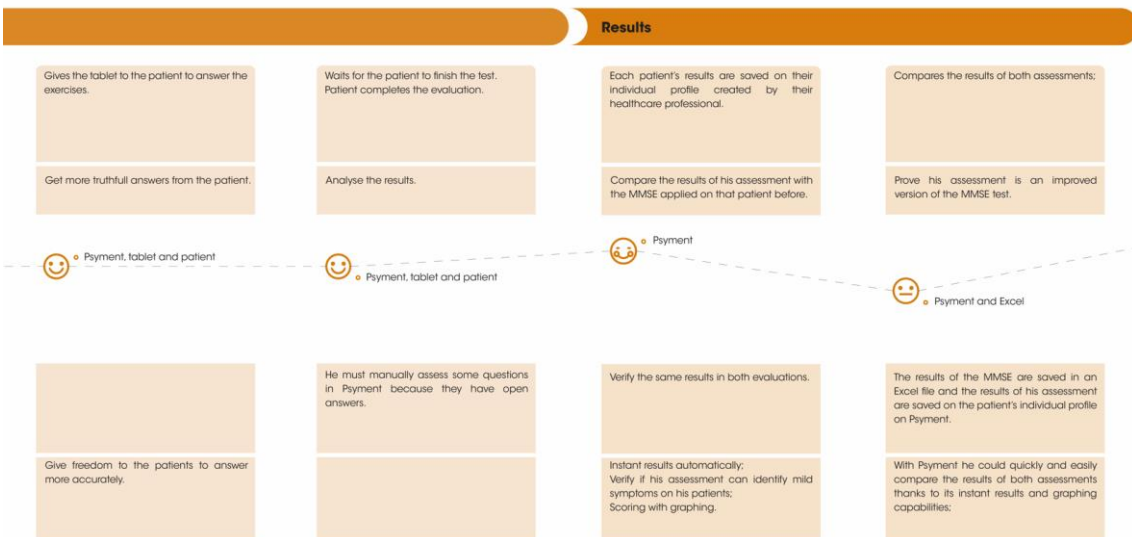 Results
Gives the tablet to the patient to answer the
exercises.
Waits for the patient to finish the test.
Patient completes the evaluation.
Each patient's results are saved on their
individual profile created by their
healthcare professional.
Compares the results of both assessments;
Get more truthfull answers from the patient.
Analyse the results.
Compare the results of his assessment with
the MMSE applied on that patient before.
Prove his assessment is an improved
version of the MMSE test.
Psyment, tablet and patient
Psyment, tablet and patient
Psyment
Psyment and Excel
He must manually assess some questions
in Psyment because they have open
answers.
Verify the same results in both evaluations.
The results of the MMSE are saved in an
Excel file and the results of his assessment
are saved on the patient's individual profile
on Psyment.
Give freedom to the patients to answer
more accurately.
Instant results automatically;
Verify if his assessment can identify mild
symptoms on his patients;
Scoring with graphing.
With Psyment he could quickly and easily
compare the results of both assessments
thanks to its instant results and graphing
capabilities;